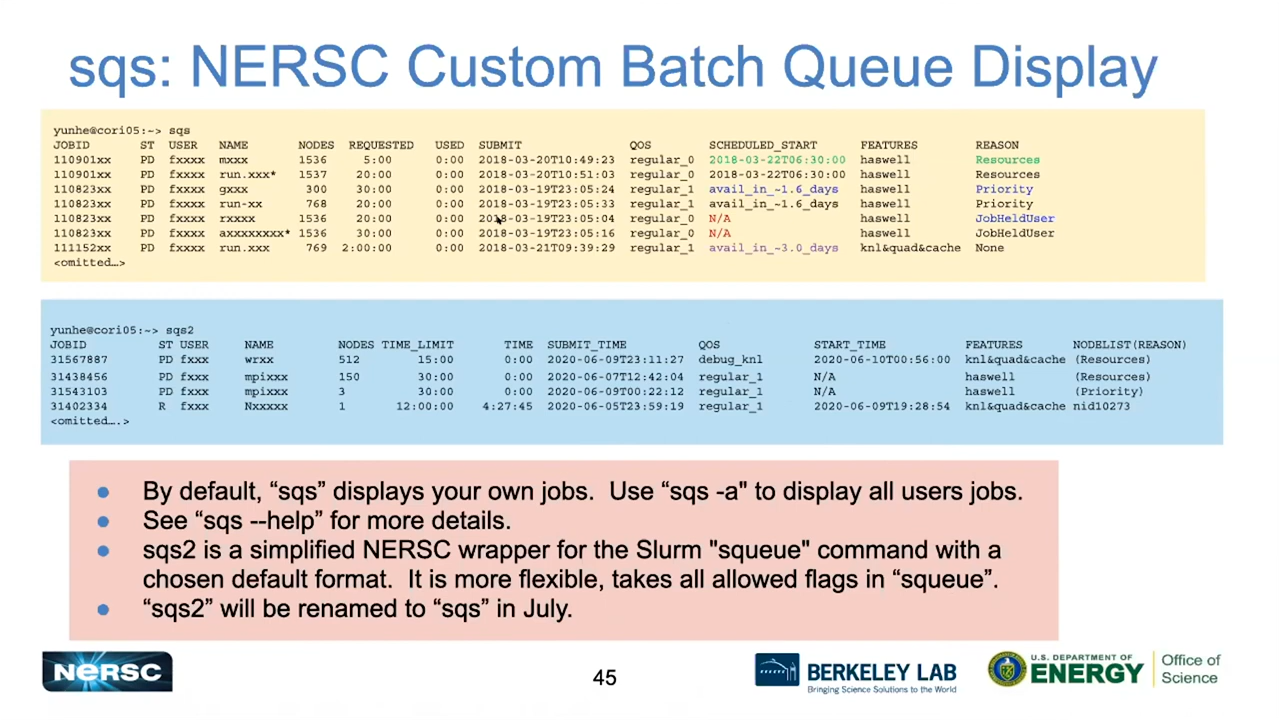 sqs: NERSC Custom Batch Queue Display
yunhe@cori05:~> sqs
JOBID ST USER NAME NODES REQUESTED USED SUBMIT QOS SCHEDULED_START FEATURES REASON
110901xx PD fxxxx mxxx 1536 5:00 0:00 2018-03-20T10:49:23 regular_0 2018-03-22T06:30:00 haswell Resources
110901xx PD fxxxx run.xxx* 1537 20:00 0:00 2018-03-20T10:51:03 regular_0 2018-03-22T06:30:00 haswell Resources
110823xx PD fxxxx gxxx 300 30:00 0:00 2018-03-19T23:05:24 regular_1 avail_in_~1.6_days haswell Priority
110823xx PD fxxxx run-xx 768 20:00 0:00 2018-03-19T23:05:33 regular_1 avail_in_~1.6_days haswell Priority
110823xx PD fxxxx rxxxx 1536 20:00 0:00 2018-03-19T23:05:04 regular_0 N/A haswell JobHeldUser
110823xx PD fxxxx axxxxxxxx* 1536 30:00 0:00 2018-03-19T23:05:16 regular_0 N/A haswell JobHeldUser
111152xx PD fxxxx run.xxx 769 2:00:00 0:00 2018-03-21T09:39:29 regular_1 avail_in_~3.0_days knl&quad&cache None
<omitted…>
yunhe@cori05:~> sqs2
JOBID ST USER NAME NODES TIME_LIMIT TIME SUBMIT_TIME QOS START_TIME FEATURES NODELIST(REASON)
31567887 PD fxxx wrxx 512 15:00 0:00 2020-06-09T23:11:27 debug_knl 2020-06-10T00:56:00 knl&quad&cache (Resources)
31438456 PD fxxx mpixxx 150 30:00 0:00 2020-06-07T12:42:04 regular_1 N/A haswell (Resources)
31543103 PD fxxx mpixxx 3 30:00 0:00 2020-06-09T00:22:12 regular_1 N/A haswell (Priority)
31402334 R fxxx Nxxxxx 1 12:00:00 4:27:45 2020-06-05T23:59:19 regular_1 2020-06-09T19:28:54 knl&quad&cache nid10273
<omitted….>
● By default, “sqs” displays your own jobs. Use “sqs -a" to display all users jobs.
● See “sqs --help” for more details.
● sqs2 is a simplified NERSC wrapper for the Slurm "squeue" command with a
chosen default format. It is more flexible, takes all allowed flags in “squeue”.
● “sqs2” will be renamed to “sqs” in July.
NERSC
45
BERKELEY LAB
Bringing Science Solutions to the World
U.S. DEPARTMENT OF
ENERGY
Office of
Science